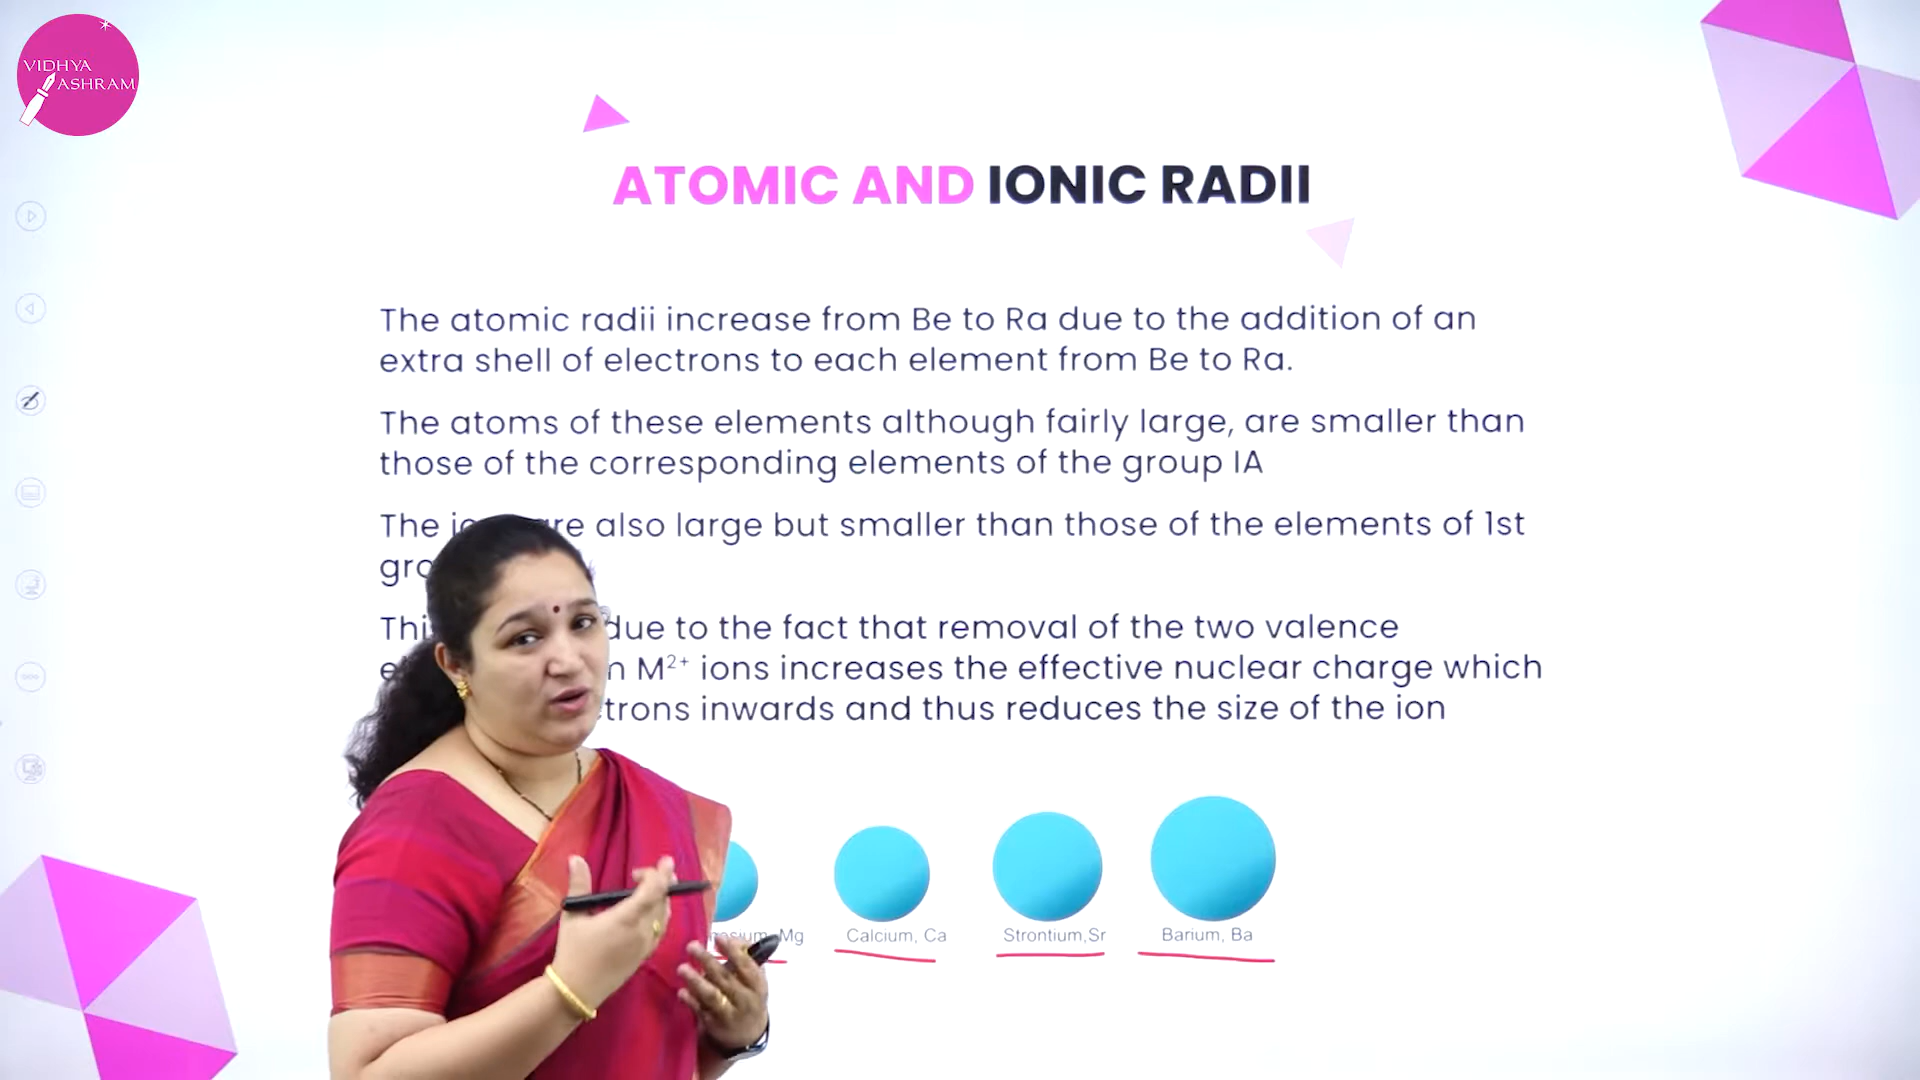 VIDHYA
ASHRAM
ATOMIC AND IONIC RADII
The atomic radii increase from Be to Ra due to the addition of an
extra shell of electrons to each element from Be to Ra.
The atoms of these elements although fairly large, are smaller than
those of the corresponding elements of the group IA
The are also large but smaller than those of the elements of 1st
due to the fact that removal of the two valence
M²⁺ ions increases the effective nuclear charge which
inwards and thus reduces the size of the ion
Mg
Calcium, Ca
Strontium,Sr
Barium, Ba